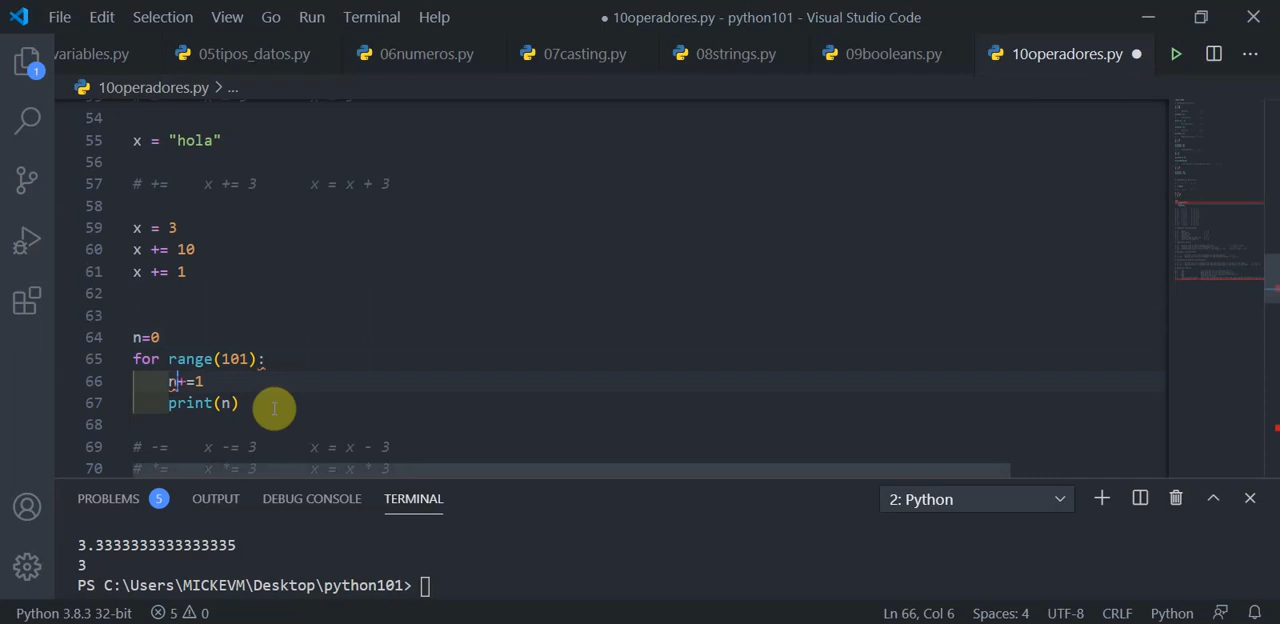 File Edit Selection View Go Run Terminal Help ● 10operadores.py - python101 - Visual Studio Code
variables.py 05tipos_datos.py 06numeros.py 07casting.py 08strings.py 09booleans.py 10operadores.py
1
10operadores.py > ...
54
55 x = "hola"
56
57 # += x += 3 x = x + 3
58
59 x = 3
60 x += 10
61 x += 1
62
63
64 n=0
65 for range(101):
66 n+=1
67 print(n)
68
69 # -= x -= 3 x = x - 3
70 # *= x *= 3 x = x * 3
PROBLEMS 5 OUTPUT DEBUG CONSOLE TERMINAL 2: Python
3.3333333333333335
3
PS C:\Users\MICKEVM\Desktop\python101>
Python 3.8.3 32-bit 5 0 Ln 66, Col 6 Spaces: 4 UTF-8 CRLF Python